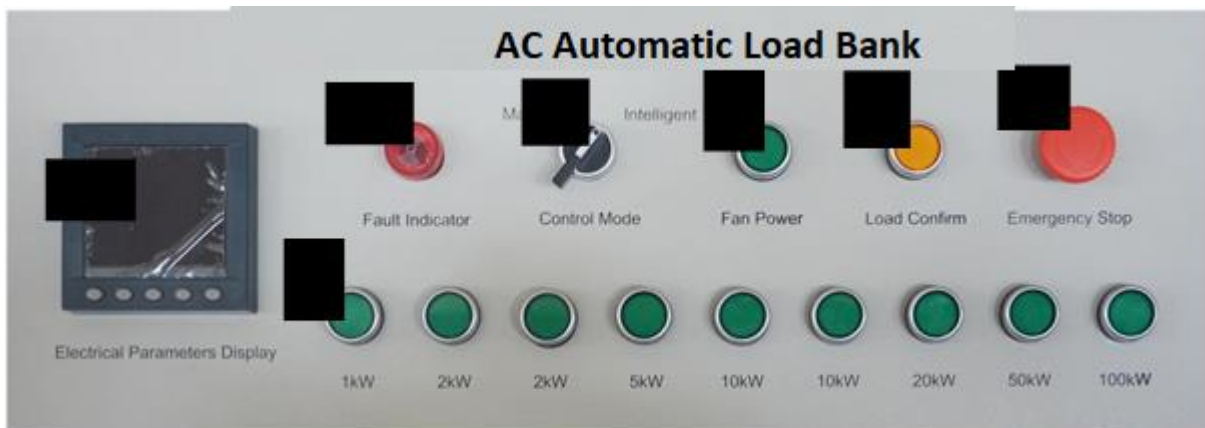 AC Automatic Load Bank
Intelligent
Fault Indicator
Control Mode
Fan Power
Load Confirm
Emergency Stop
Electrical Parameters Display
1kW
2kW
2kW
5kW
10kW
10kW
20kW
50kW
100kW